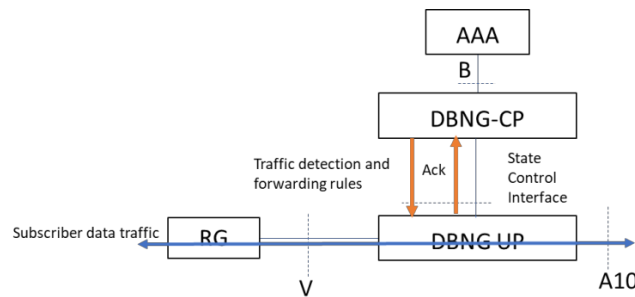 AAA
B
DBNG-CP
Traffic detection and
forwarding rules
Ack
State
Control
Interface
Subscriber data traffic
RG
DBNG UP
V
A10